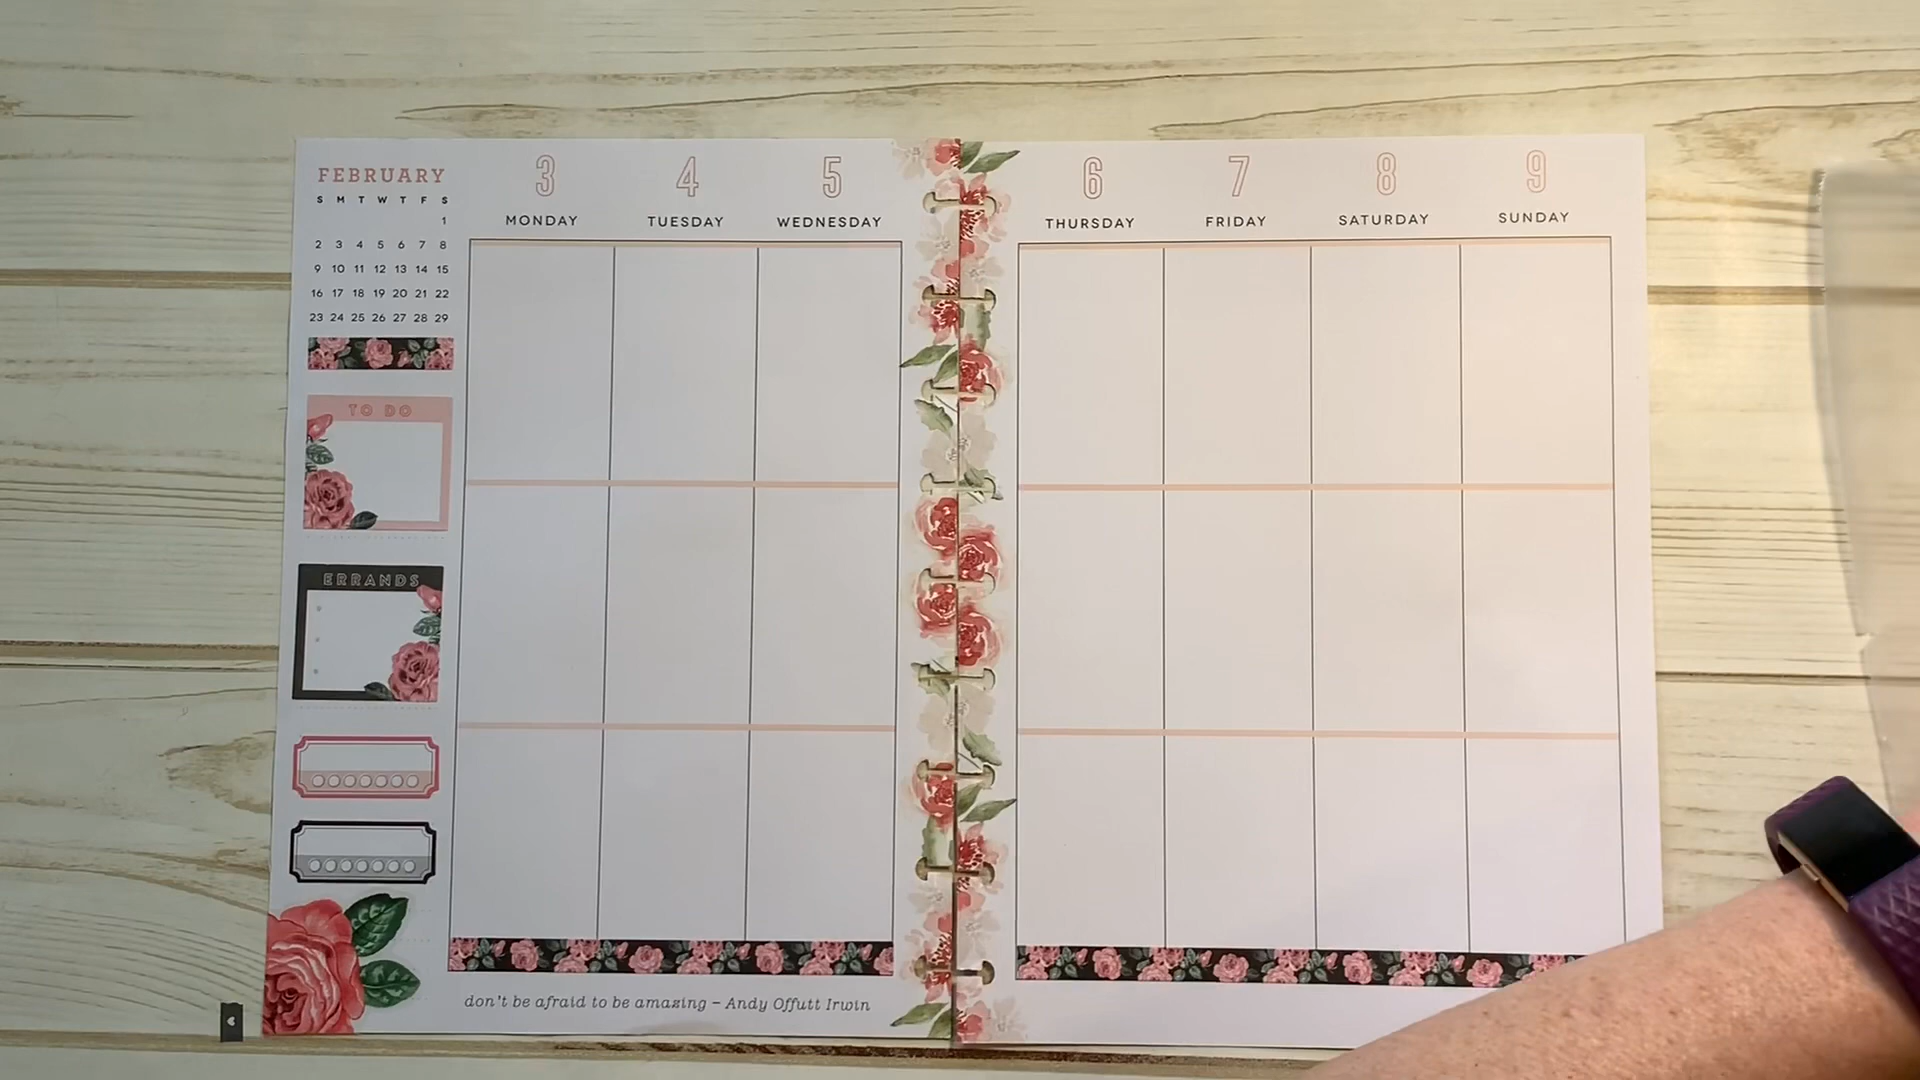 FEBRUARY
S M T W T F S
1
2 3 4 5 6 7 8
9 10 11 12 13 14 15
16 17 18 19 20 21 22
23 24 25 26 27 28 29
TO DO
ERRANDS
3 4 5
MONDAY TUESDAY WEDNESDAY
don't be afraid to be amazing – Andy Offutt Irwin
6 7 8 9
THURSDAY FRIDAY SATURDAY SUNDAY